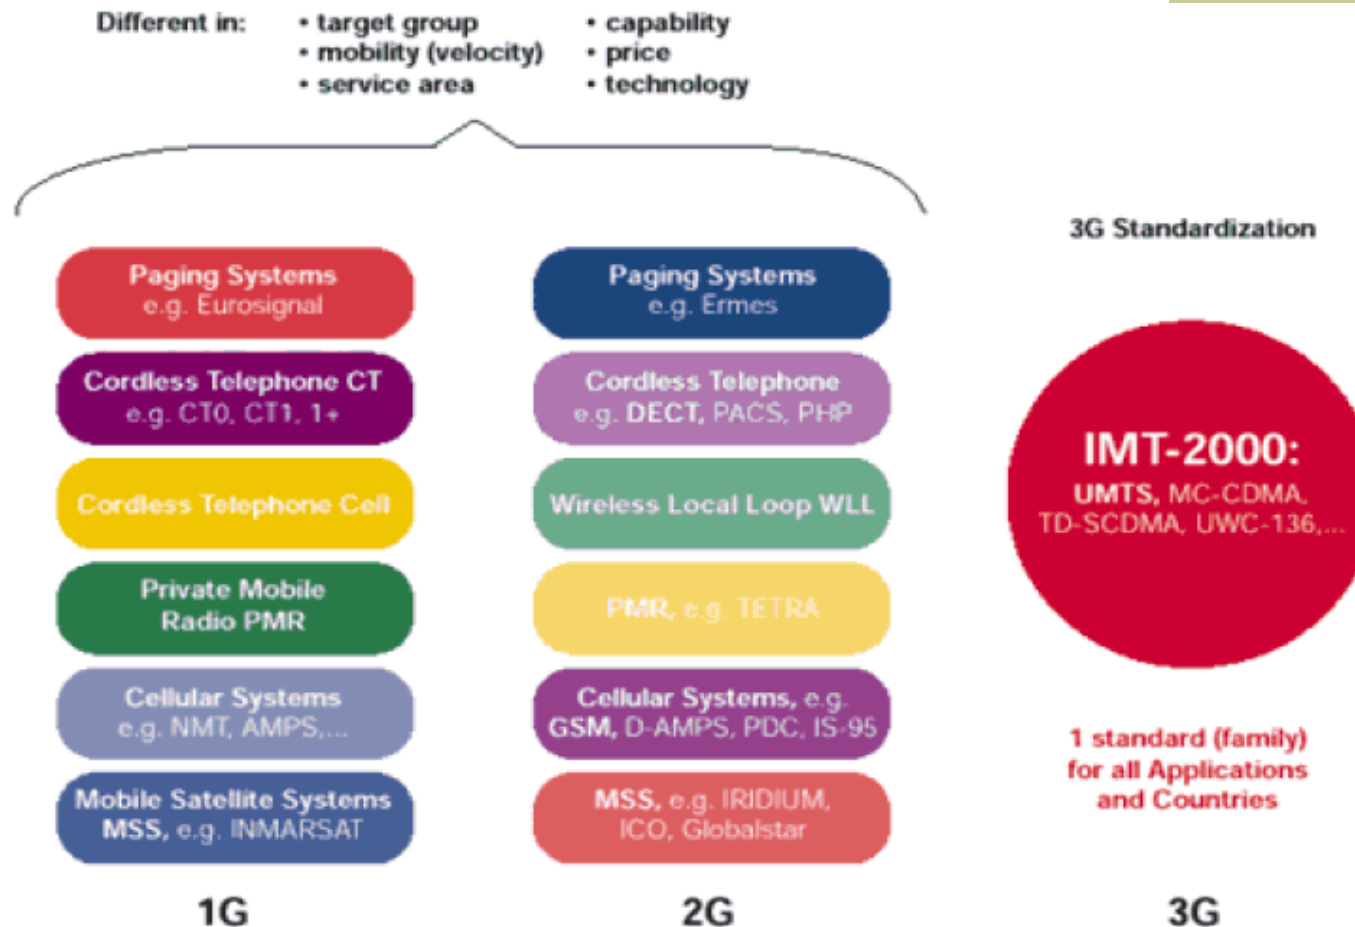 Different in:
• target group
• mobility (velocity)
• service area
• capability
• price
• technology
Paging Systems
e.g. Eurosignal
Cordless Telephone CT
e.g. CT0, CT1, 1+
Cordless Telephone Cell
Private Mobile
Radio PMR
Cellular Systems
e.g. NMT, AMPS,...
Mobile Satellite Systems
MSS, e.g. INMARSAT
1G
Paging Systems
e.g. Ermes
Cordless Telephone
e.g. DECT, PACS, PHP
Wireless Local Loop WLL
PMR, e.g. TETRA
Cellular Systems, e.g.
GSM, D-AMPS, PDC, IS-95
MSS, e.g. IRIDIUM,
ICO, Globalstar
2G
3G Standardization
IMT-2000:
UMTS, MC-CDMA,
TD-SCDMA, UWC-136,...
1 standard (family)
for all Applications
and Countries
3G